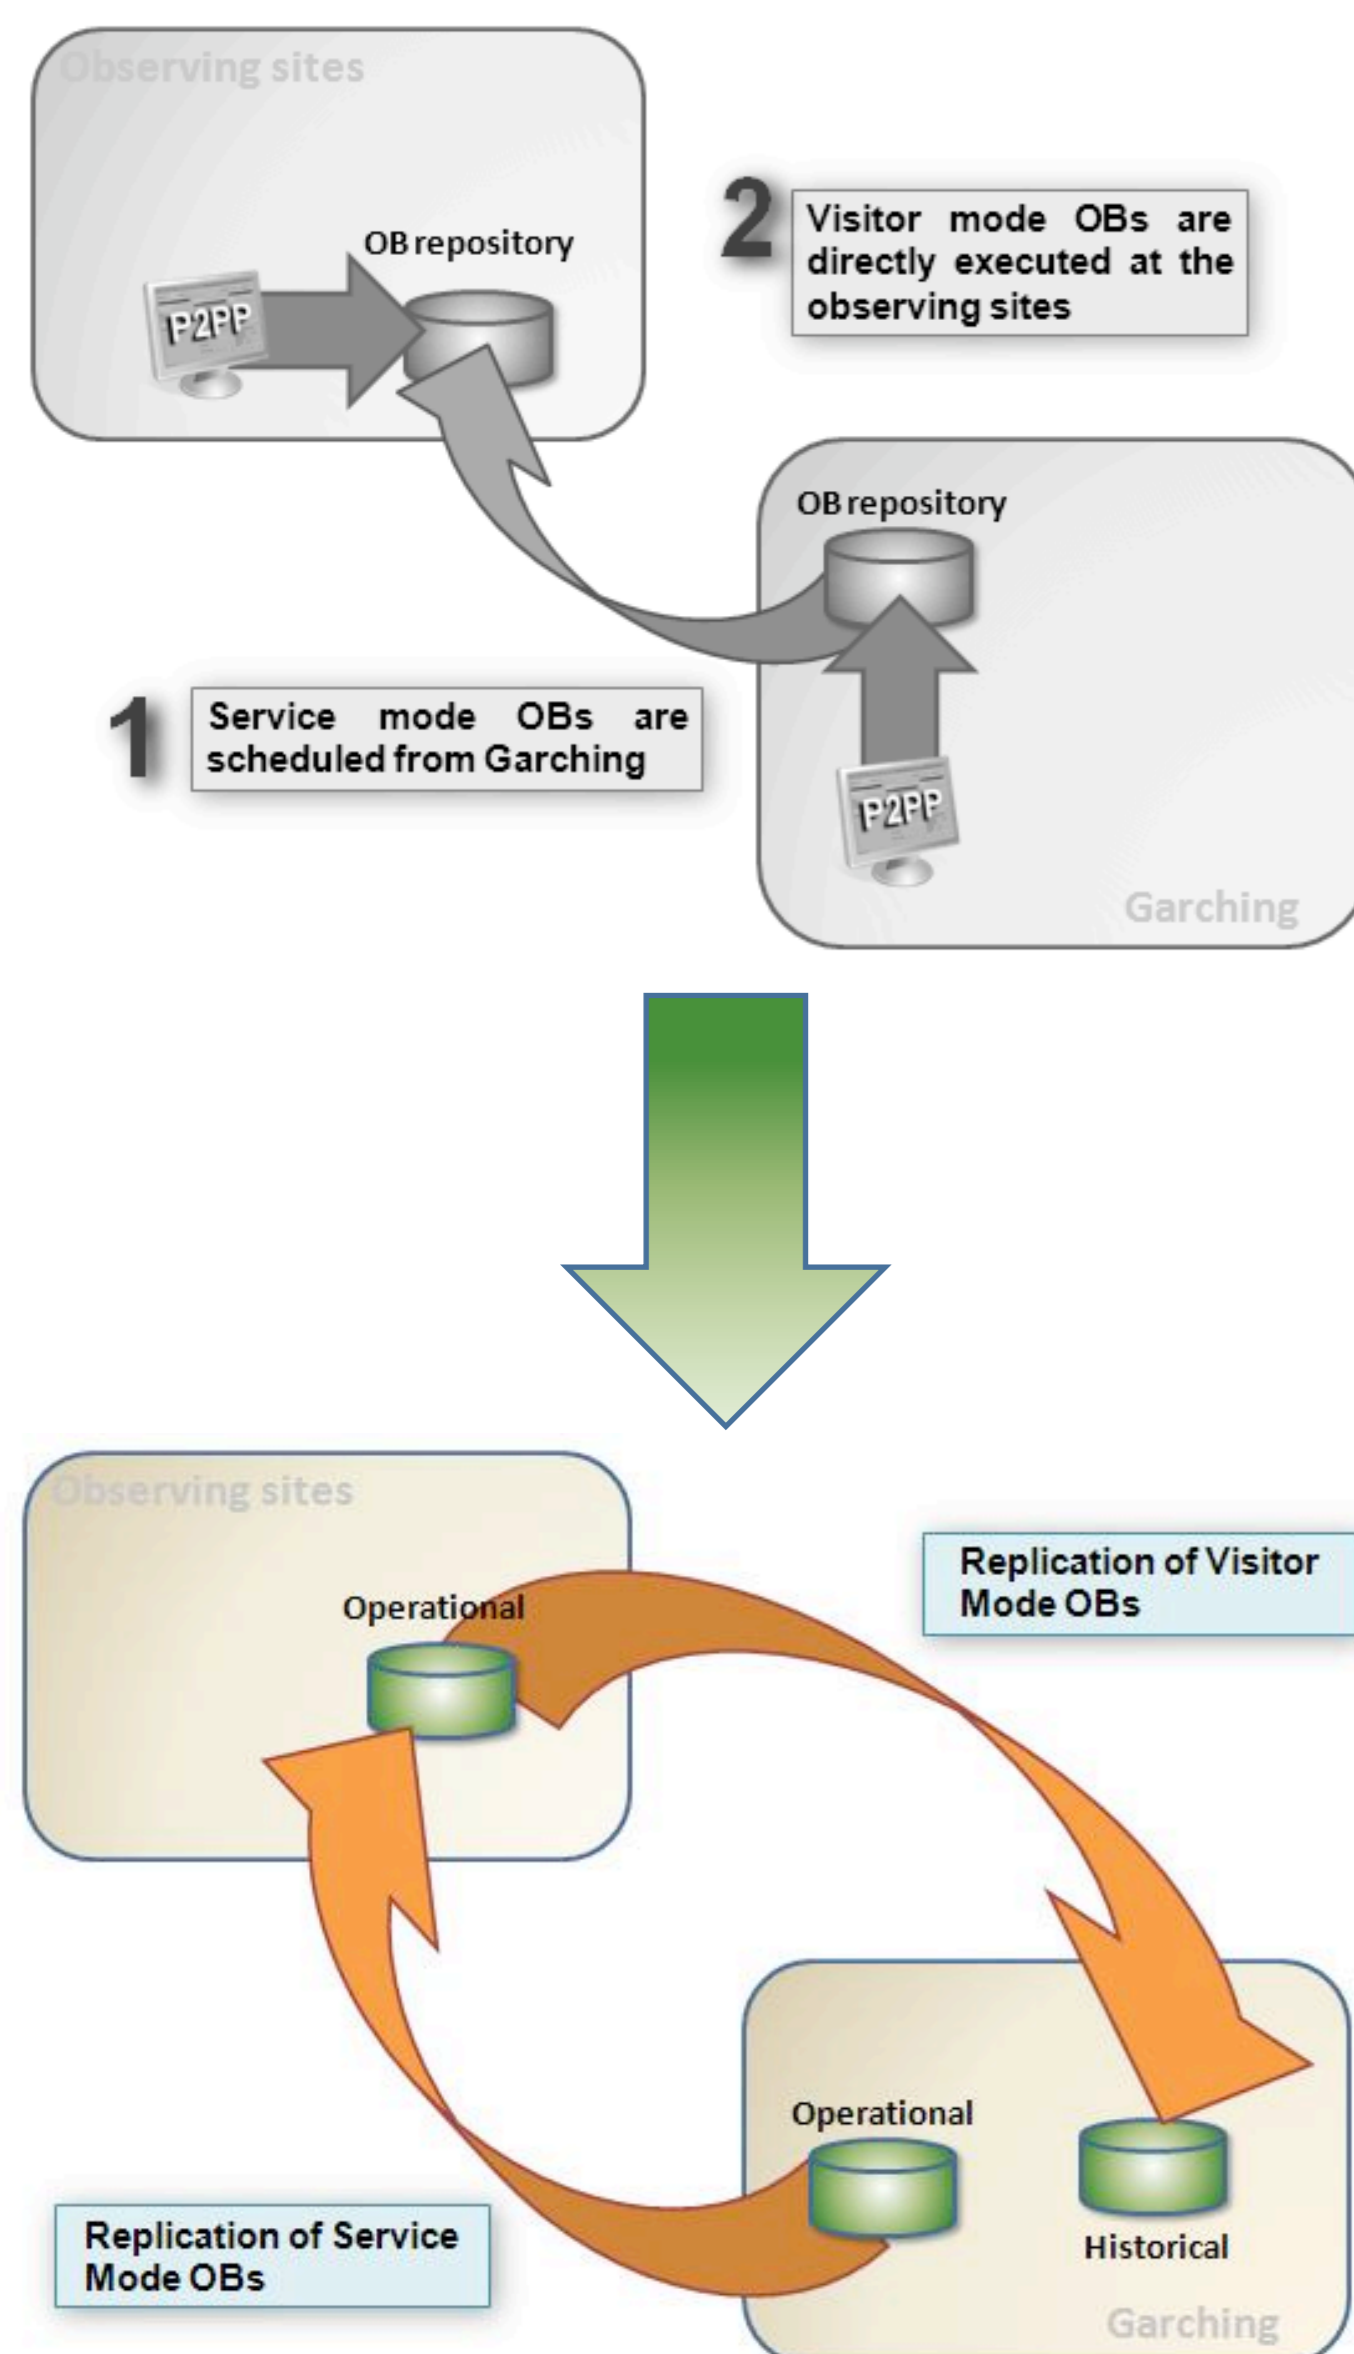 Observing sites
OB repository
P2PP
2
Visitor mode OBs are
directly executed at the
observing sites
OB repository
1
Service mode OBs are
scheduled from Garching
P2PP
Garching
Observing sites
Operational
Replication of Visitor
Mode OBs
Operational
Historical
Replication of Service
Mode OBs
Garching